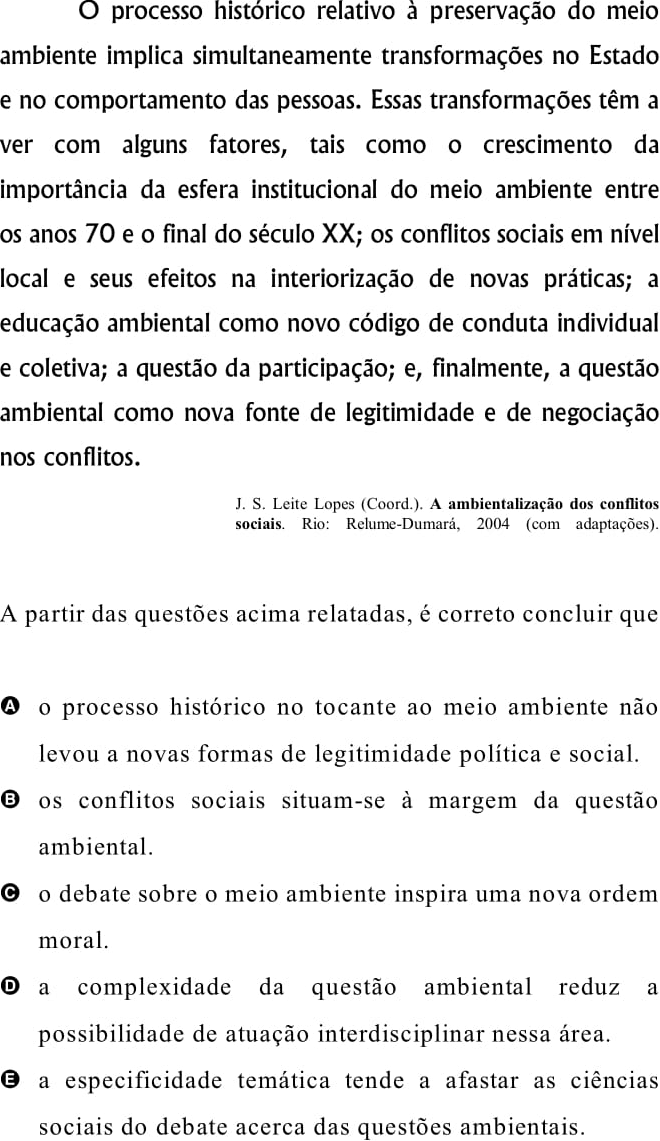 O processo histórico relativo à preservação do meio
ambiente implica simultaneamente transformações no Estado
e no comportamento das pessoas. Essas transformações têm a
ver com alguns fatores, tais como o crescimento da
importância da esfera institucional do meio ambiente entre
os anos 70 e o final do século XX; os conflitos sociais em nível
local e seus efeitos na interiorização de novas práticas; a
educação ambiental como novo código de conduta individual
e coletiva; a questão da participação; e, finalmente, a questão
ambiental como nova fonte de legitimidade e de negociação
nos conflitos.
J. S. Leite Lopes (Coord.). A ambientalização dos conflitos
sociais. Rio: Relume-Dumará, 2004 (com adaptações).
A partir das questões acima relatadas, é correto concluir que
A o processo histórico no tocante ao meio ambiente não
levou a novas formas de legitimidade política e social.
B os conflitos sociais situam-se à margem da questão
ambiental.
C o debate sobre o meio ambiente inspira uma nova ordem
moral.
D a complexidade da questão ambiental reduz a
possibilidade de atuação interdisciplinar nessa área.
E a especificidade temática tende a afastar as ciências
sociais do debate acerca das questões ambientais.